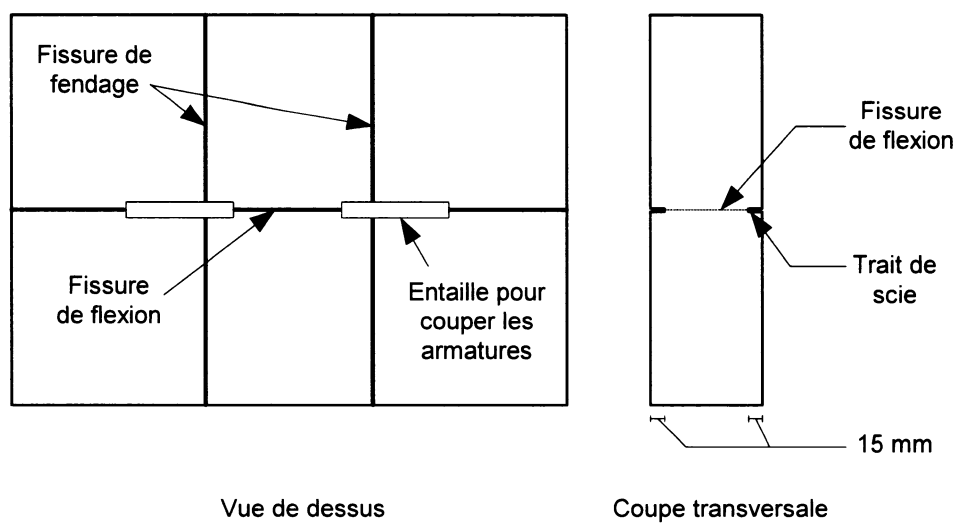 Fissure de
fendage
Fissure
de flexion
Entaille pour
couper les
armatures
Fissure
de flexion
Trait de
scie
15 mm
Vue de dessus
Coupe transversale